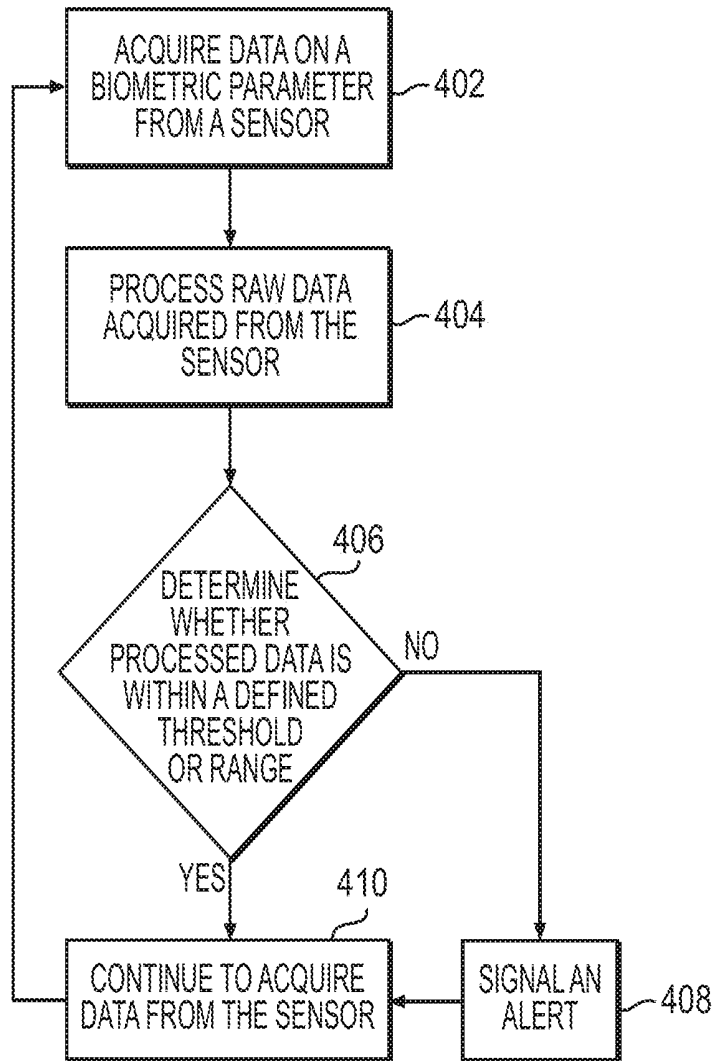 ACQUIRE DATA ON A
BIOMETRIC PARAMETER
FROM A SENSOR
402
PROCESS RAW DATA
ACQUIRED FROM THE
SENSOR
404
406
DETERMINE
WHETHER
PROCESSED DATA IS
WITHIN A DEFINED
THRESHOLD
OR RANGE
NO
YES
410
CONTINUE TO ACQUIRE
DATA FROM THE SENSOR
SIGNAL AN
ALERT
408